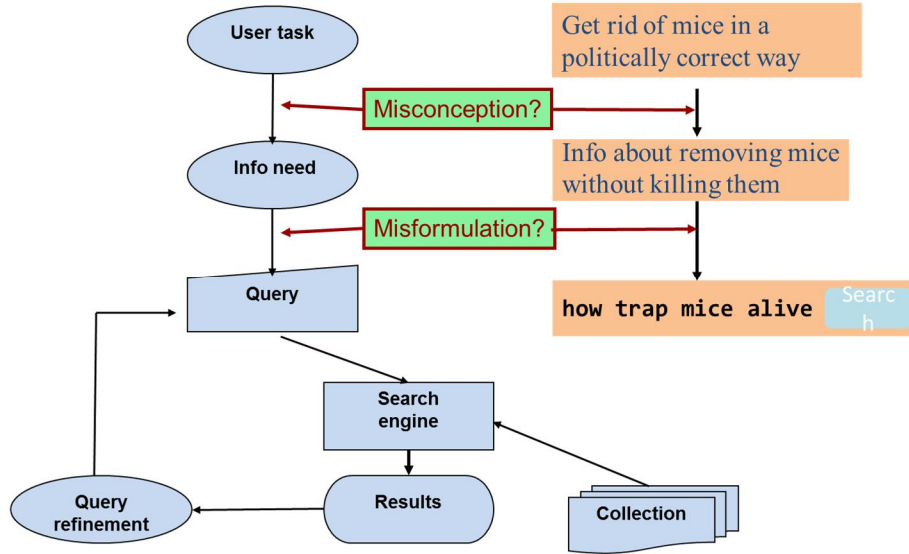 User task
Get rid of mice in a
politically correct way
Misconception?
Info need
Info about removing mice
without killing them
Misformulation?
Query
how trap mice alive
Searc
h
Search
engine
Query
refinement
Results
Collection